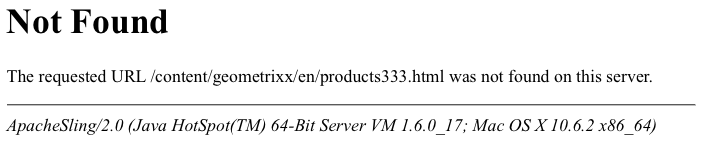 Not Found
The requested URL /content/geometrixx/en/products333.html was not found on this server.
ApacheSling/2.0 (Java HotSpot(TM) 64-Bit Server VM 1.6.0_17; Mac OS X 10.6.2 x86_64)